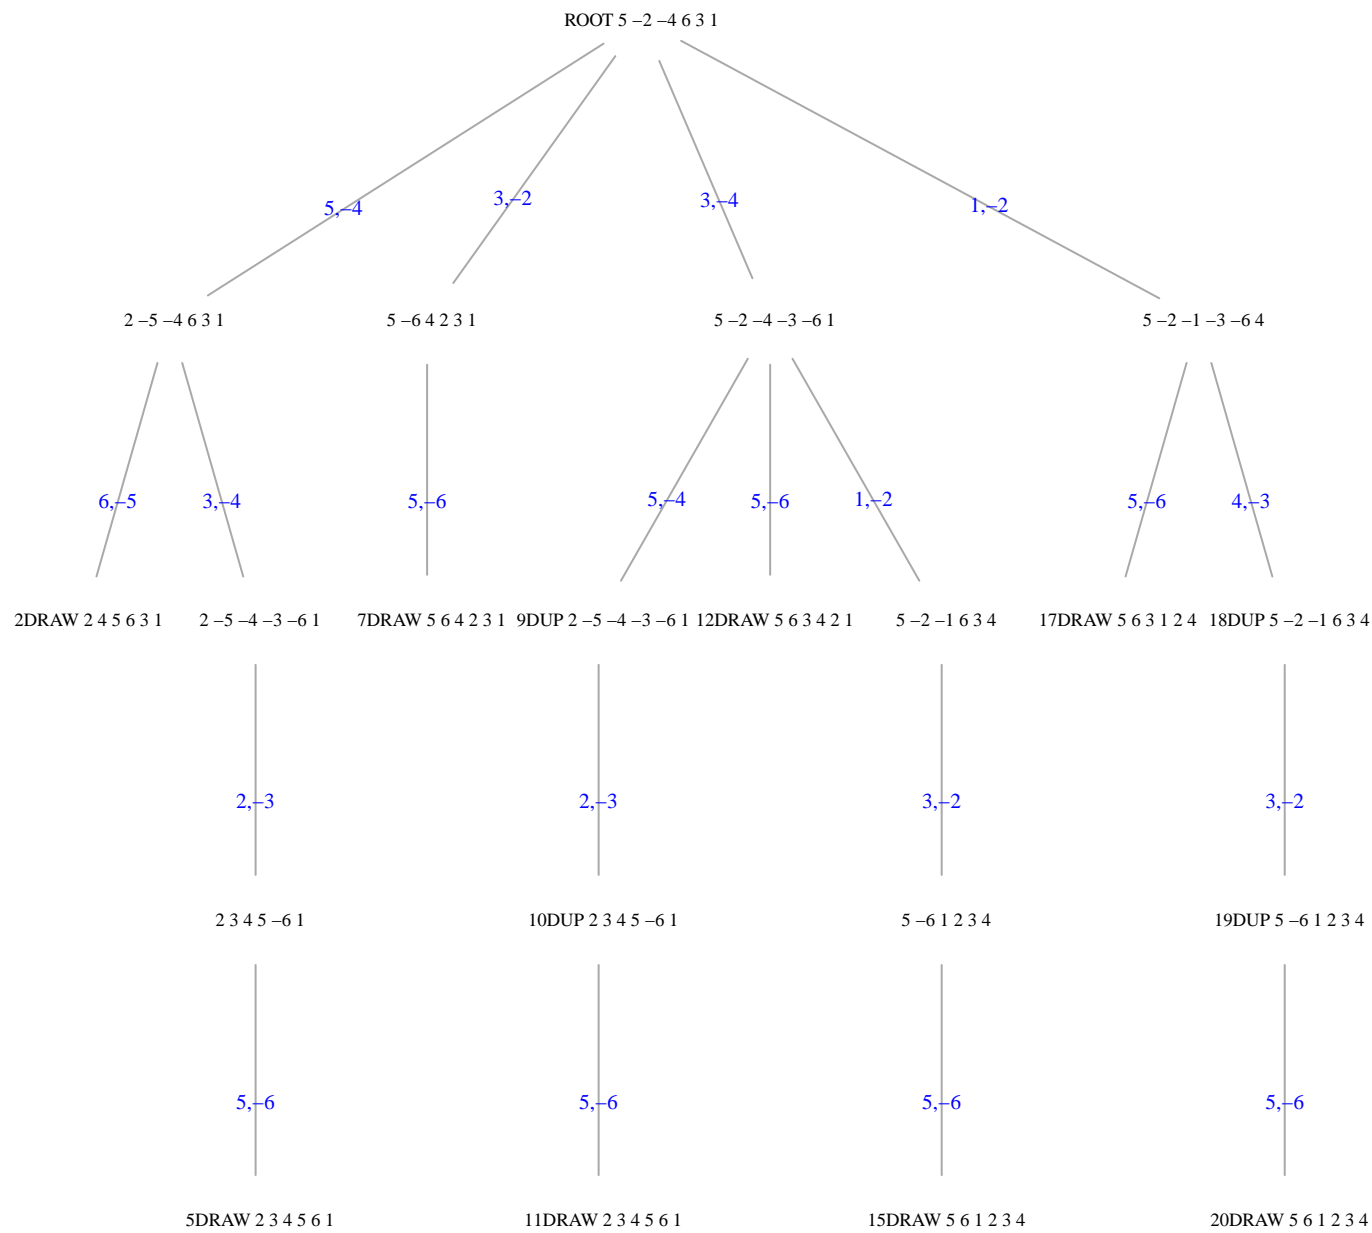 ROOT 5 –2 –4 6 3 1
5,–4 3,–2 3,–4 1,–2
2 –5 –4 6 3 1 5 –6 4 2 3 1 5 –2 –4 –3 –6 1 5 –2 –1 –3 –6 4
6,–5 3,–4 5,–6 5,–4 5,–6 1,–2 5,–6 4,–3
2DRAW 2 4 5 6 3 1 2 –5 –4 –3 –6 1 7DRAW 5 6 4 2 3 1 9DUP 2 –5 –4 –3 –6 1 12DRAW 5 6 3 4 2 1 5 –2 –1 6 3 4 17DRAW 5 6 3 1 2 4 18DUP 5 –2 –1 6 3 4
2,–3 2,–3 3,–2 3,–2
2 3 4 5 –6 1 10DUP 2 3 4 5 –6 1 5 –6 1 2 3 4 19DUP 5 –6 1 2 3 4
5,–6 5,–6 5,–6 5,–6
5DRAW 2 3 4 5 6 1 11DRAW 2 3 4 5 6 1 15DRAW 5 6 1 2 3 4 20DRAW 5 6 1 2 3 4